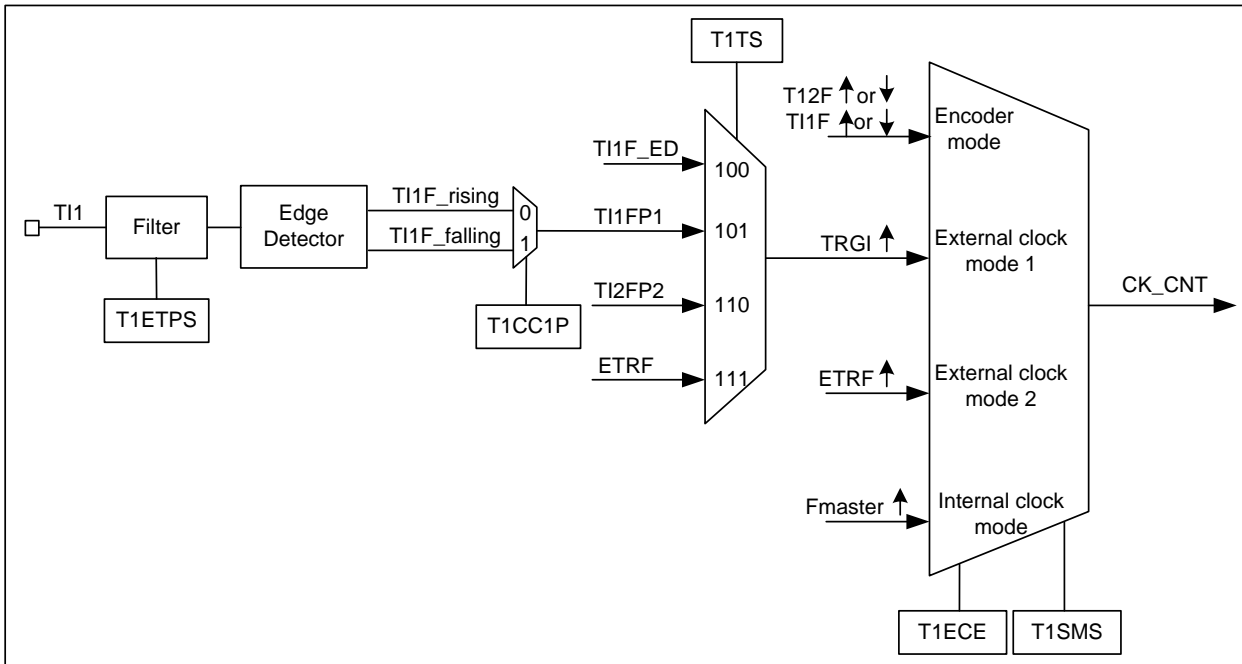 T1TS
T12F ↑ or ↓
TI1F ↑ or ↓
Encoder
mode
TI1F_ED
100
TI1
Filter
Edge
Detector
TI1F_rising
TI1F_falling
0
1
TI1FP1
101
TRGI ↑
External clock
mode 1
CK_CNT
T1ETPS
T1CC1P
TI2FP2
110
ETRF
111
ETRF ↑
External clock
mode 2
Fmaster ↑
Internal clock
mode
T1ECE
T1SMS